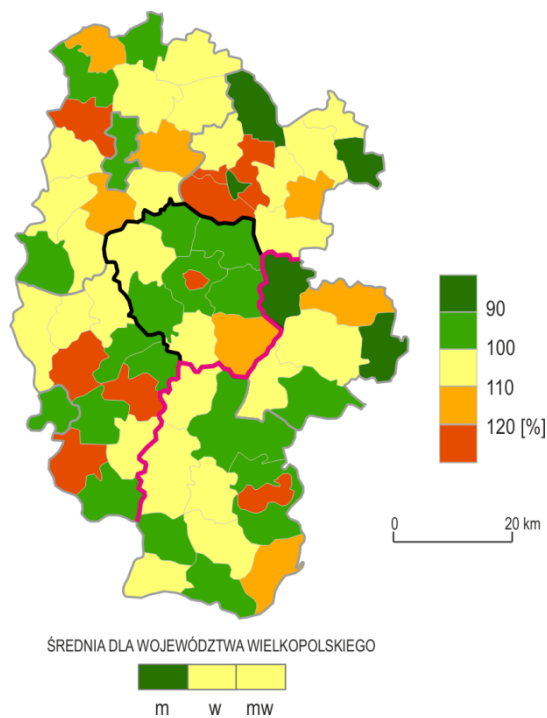 90
100
110
120 [%]
0 20 km
ŚREDNIA DLA WOJEWÓDZTWA WIELKOPOLSKIEGO
m w mw